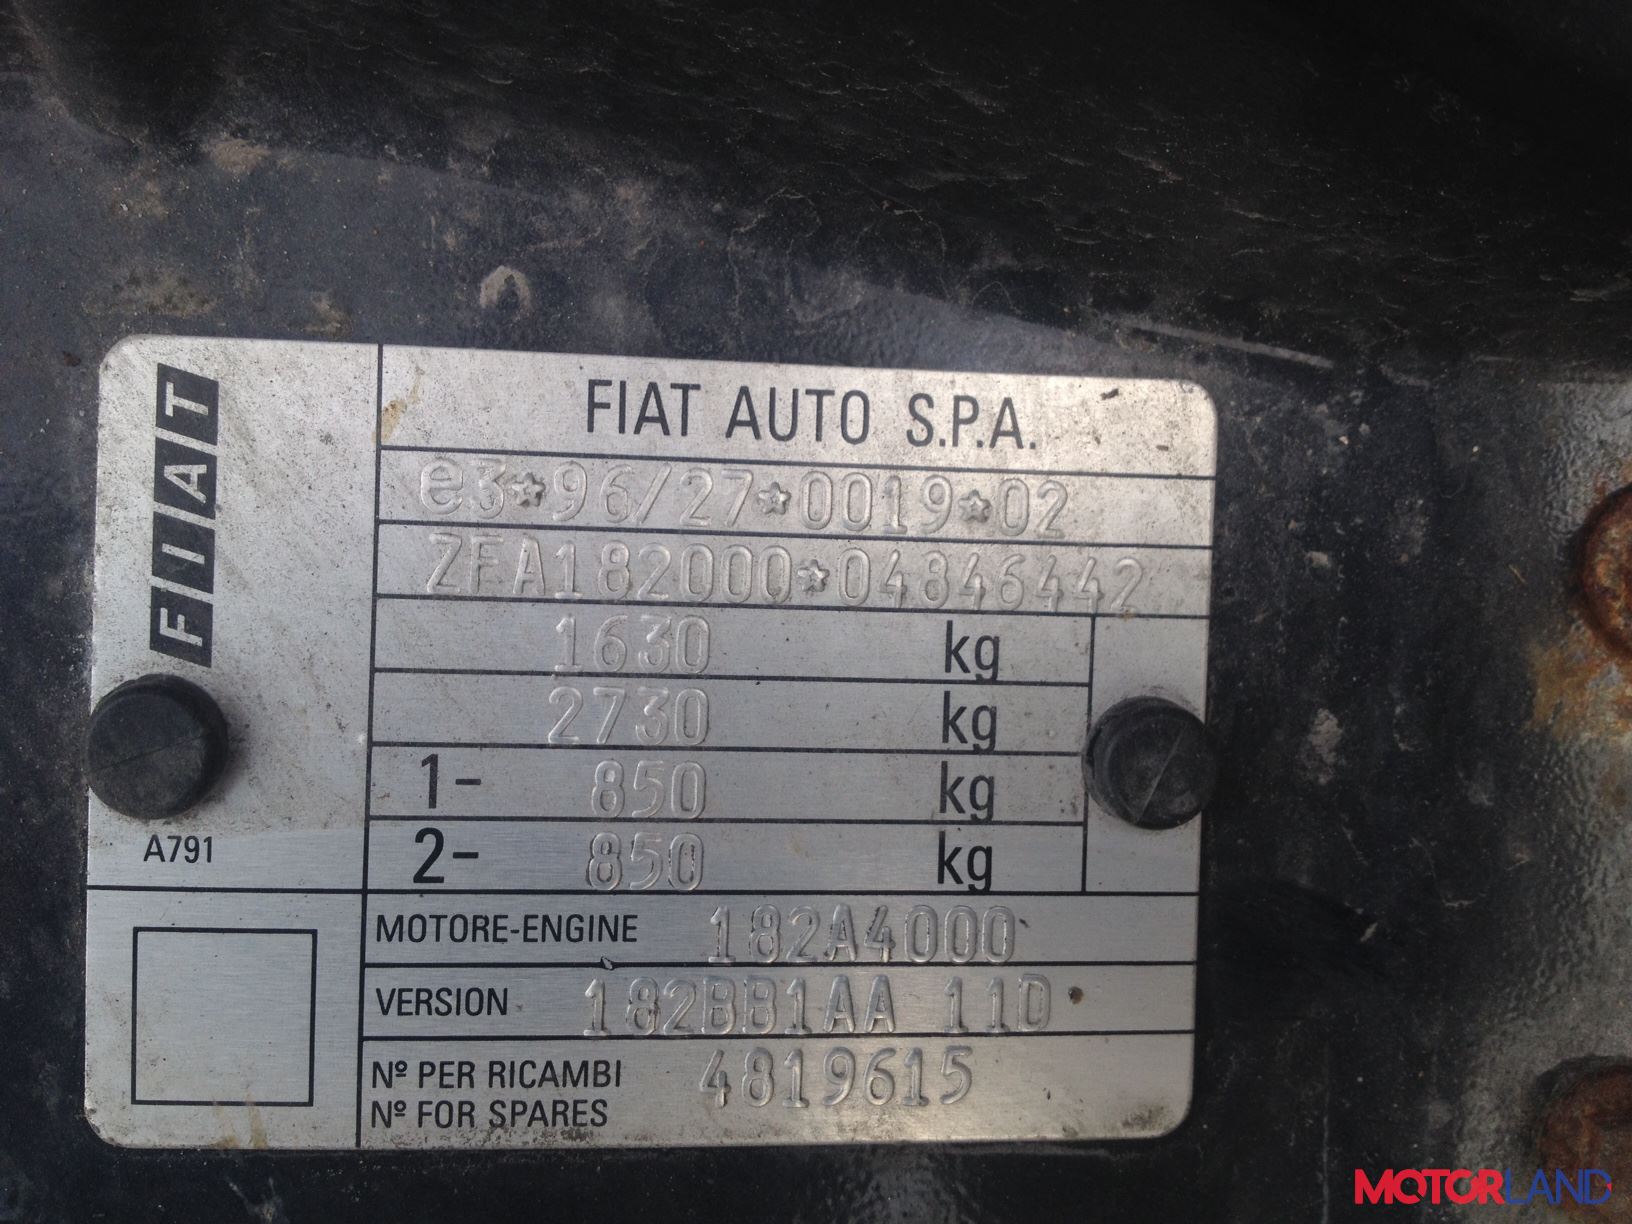 FIAT
FIAT AUTO S.P.A.
e3*96/27*0019*02
ZFA182000*04846442
1630 kg
2730 kg
1- 850 kg
2- 850 kg
A791
MOTORE-ENGINE 182A4000
VERSION 182BB1AA 11D
Nº PER RICAMBI 4819615
Nº FOR SPARES
MOTORLAND